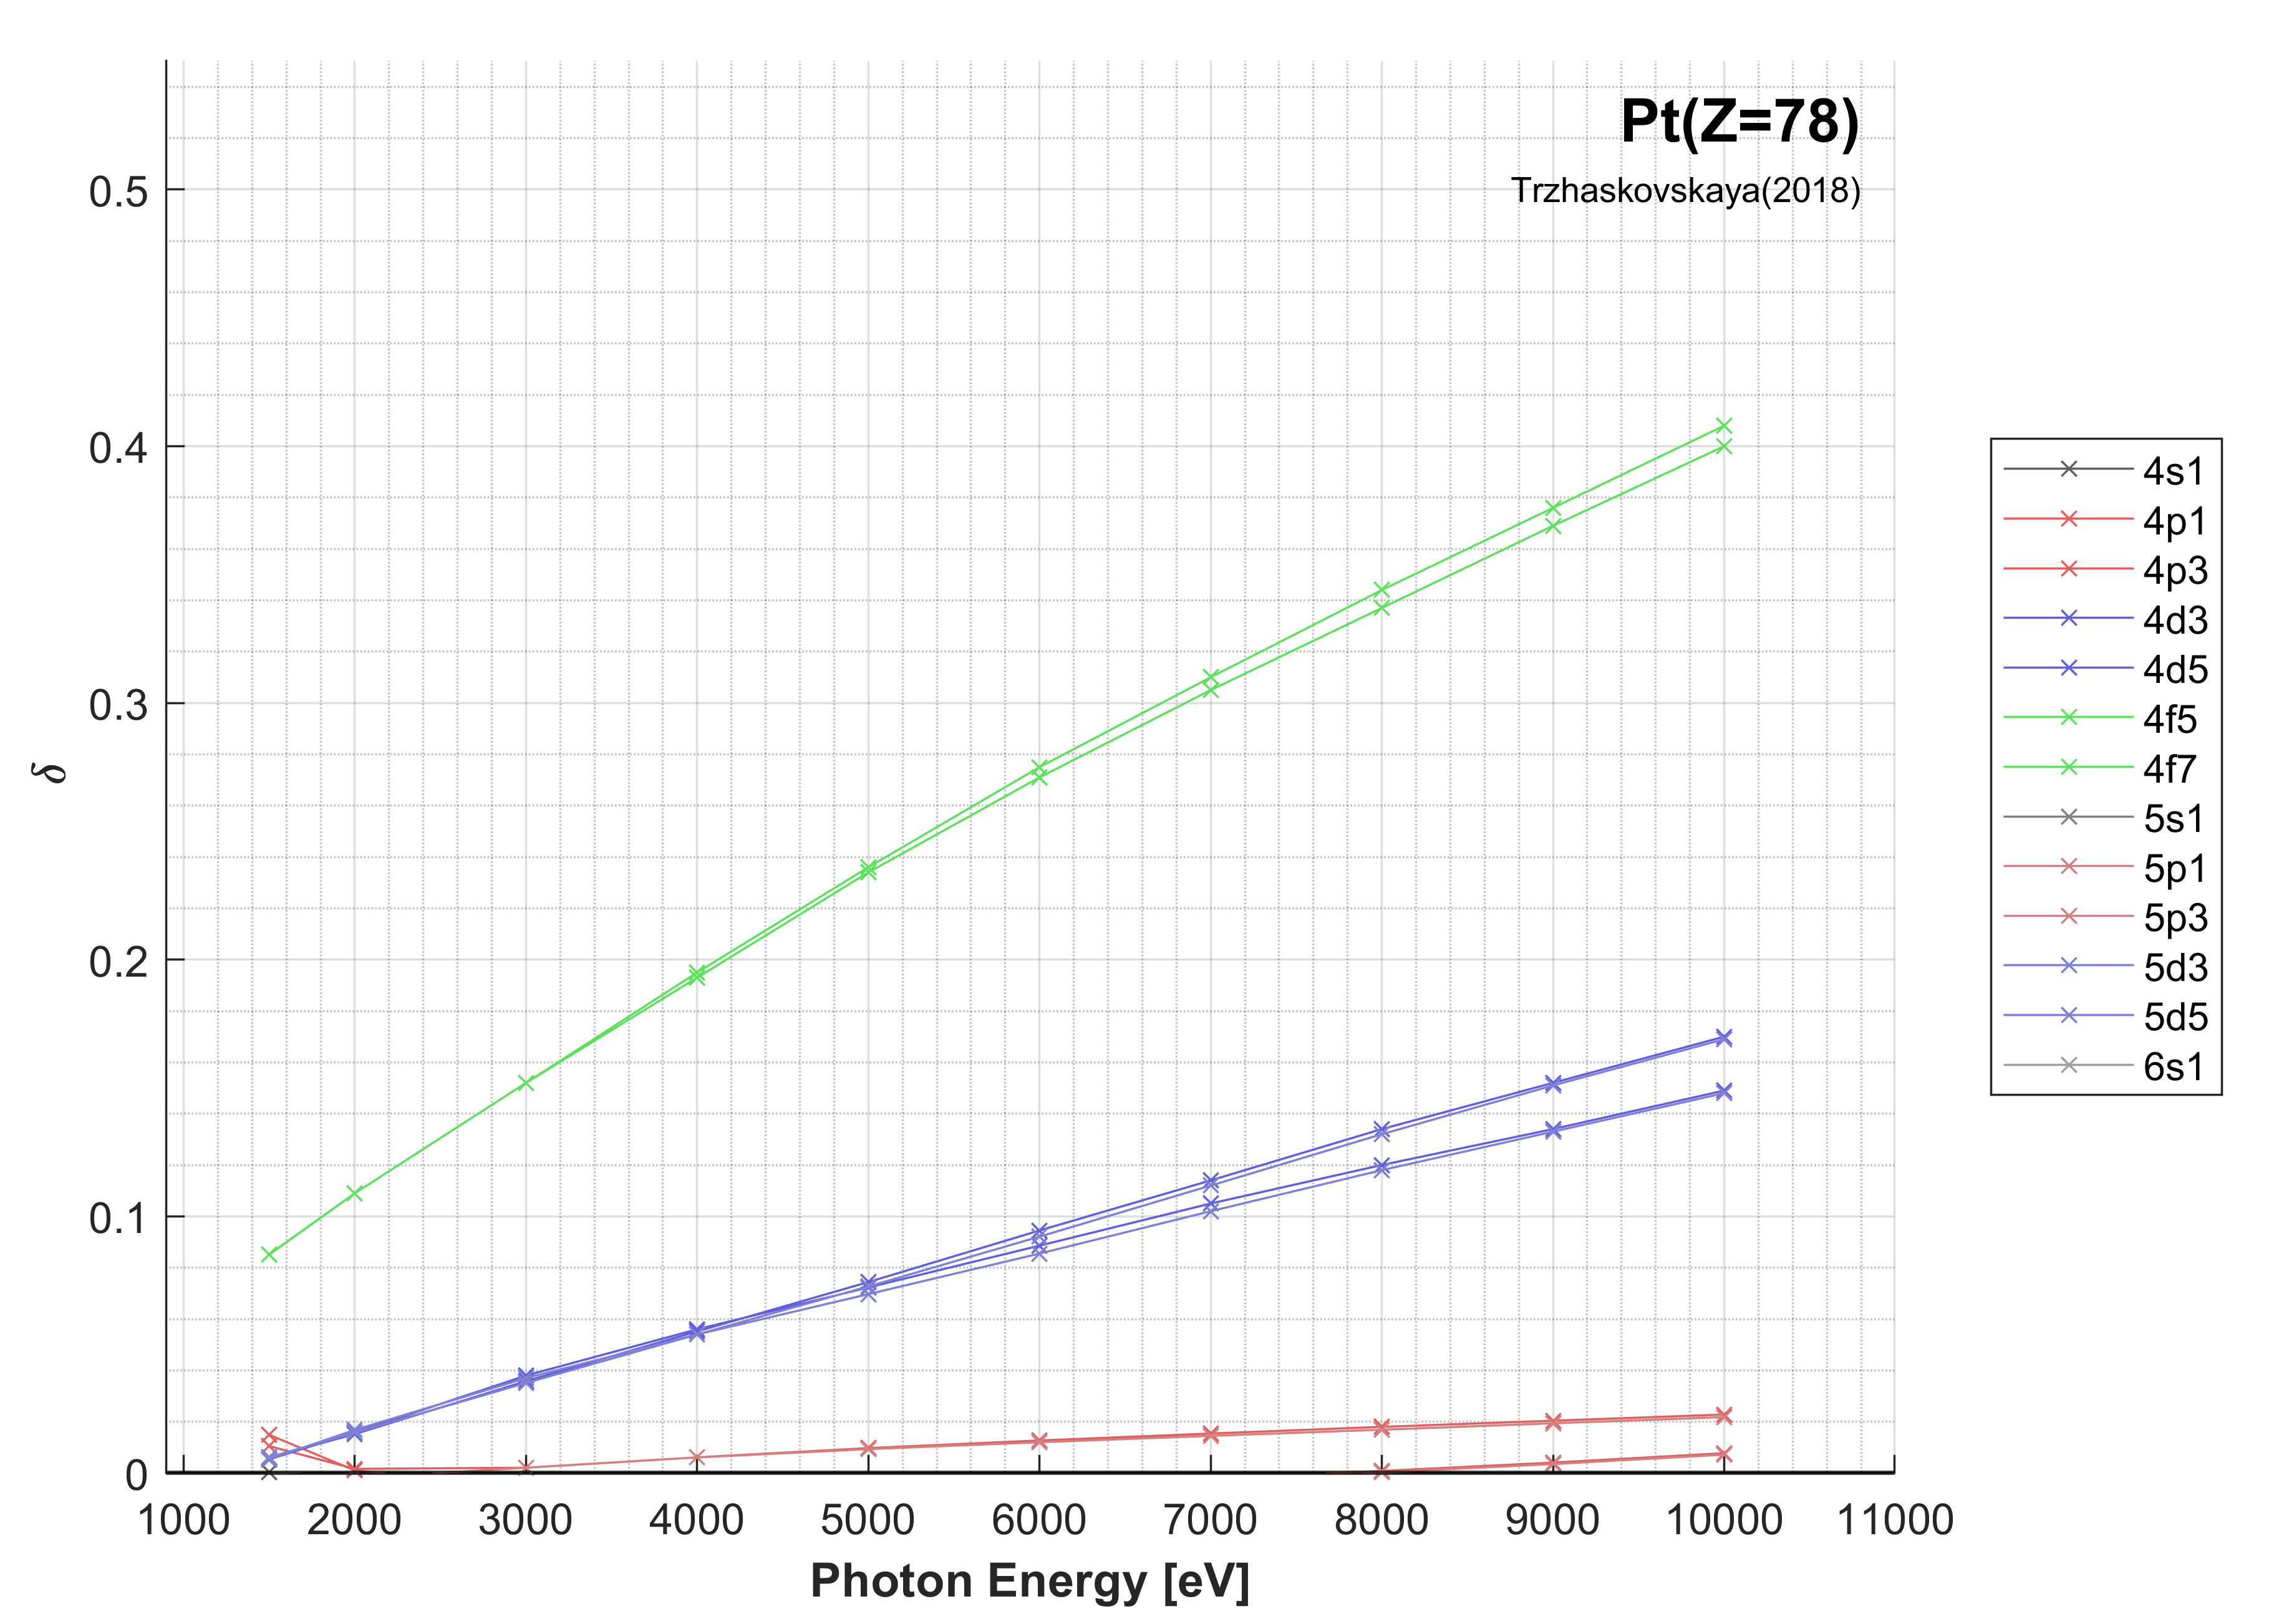 Pt(Z=78)
Trzhaskovskaya(2018)
0.5
0.4
0.3
0.2
0.1
0
δ
1000 2000 3000 4000 5000 6000 7000 8000 9000 10000 11000
Photon Energy [eV]
4s1
4p1
4p3
4d3
4d5
4f5
4f7
5s1
5p1
5p3
5d3
5d5
6s1